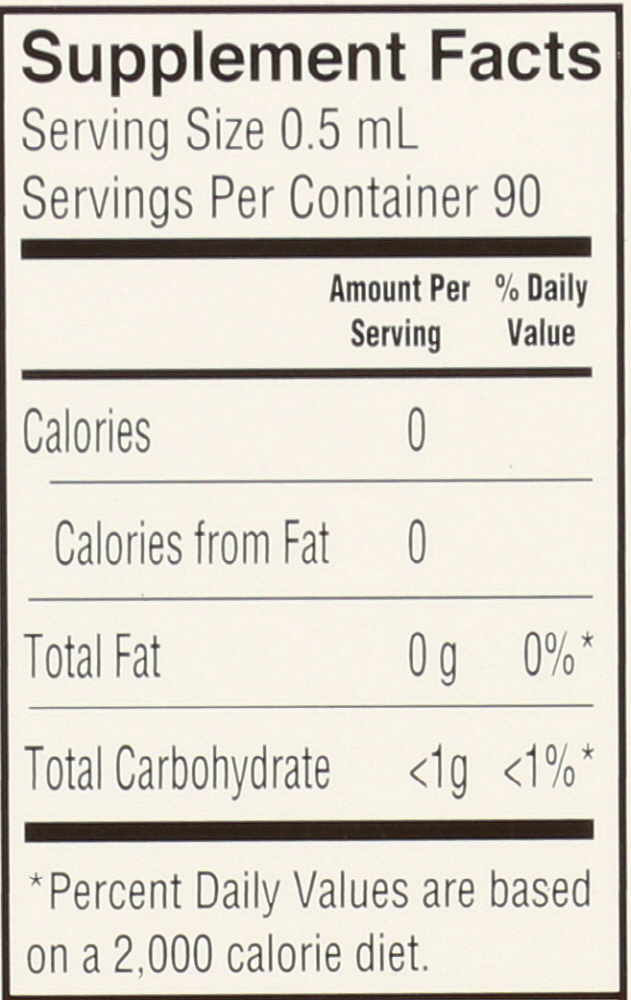 Supplement Facts
Serving Size 0.5 mL
Servings Per Container 90
Amount Per Serving % Daily Value
Calories 0
Calories from Fat 0
Total Fat 0 g 0%*
Total Carbohydrate <1g <1%*
*Percent Daily Values are based
on a 2,000 calorie diet.